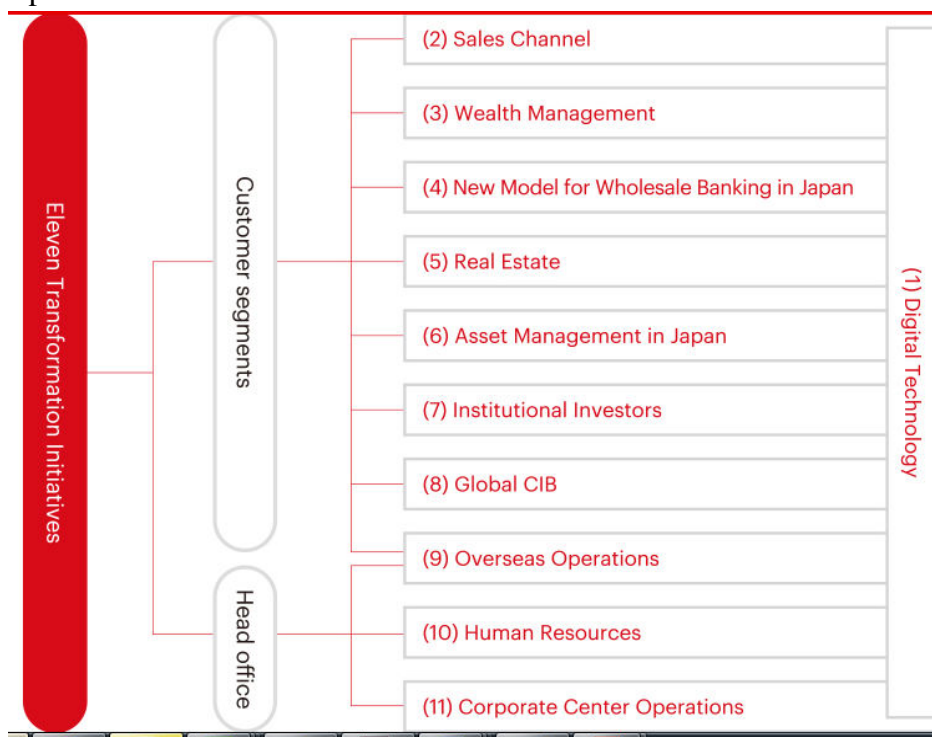 Eleven Transformation Initiatives
Customer segments
Head office
(2) Sales Channel
(3) Wealth Management
(4) New Model for Wholesale Banking in Japan
(5) Real Estate
(6) Asset Management in Japan
(7) Institutional Investors
(8) Global CIB
(9) Overseas Operations
(10) Human Resources
(11) Corporate Center Operations
(1) Digital Technology